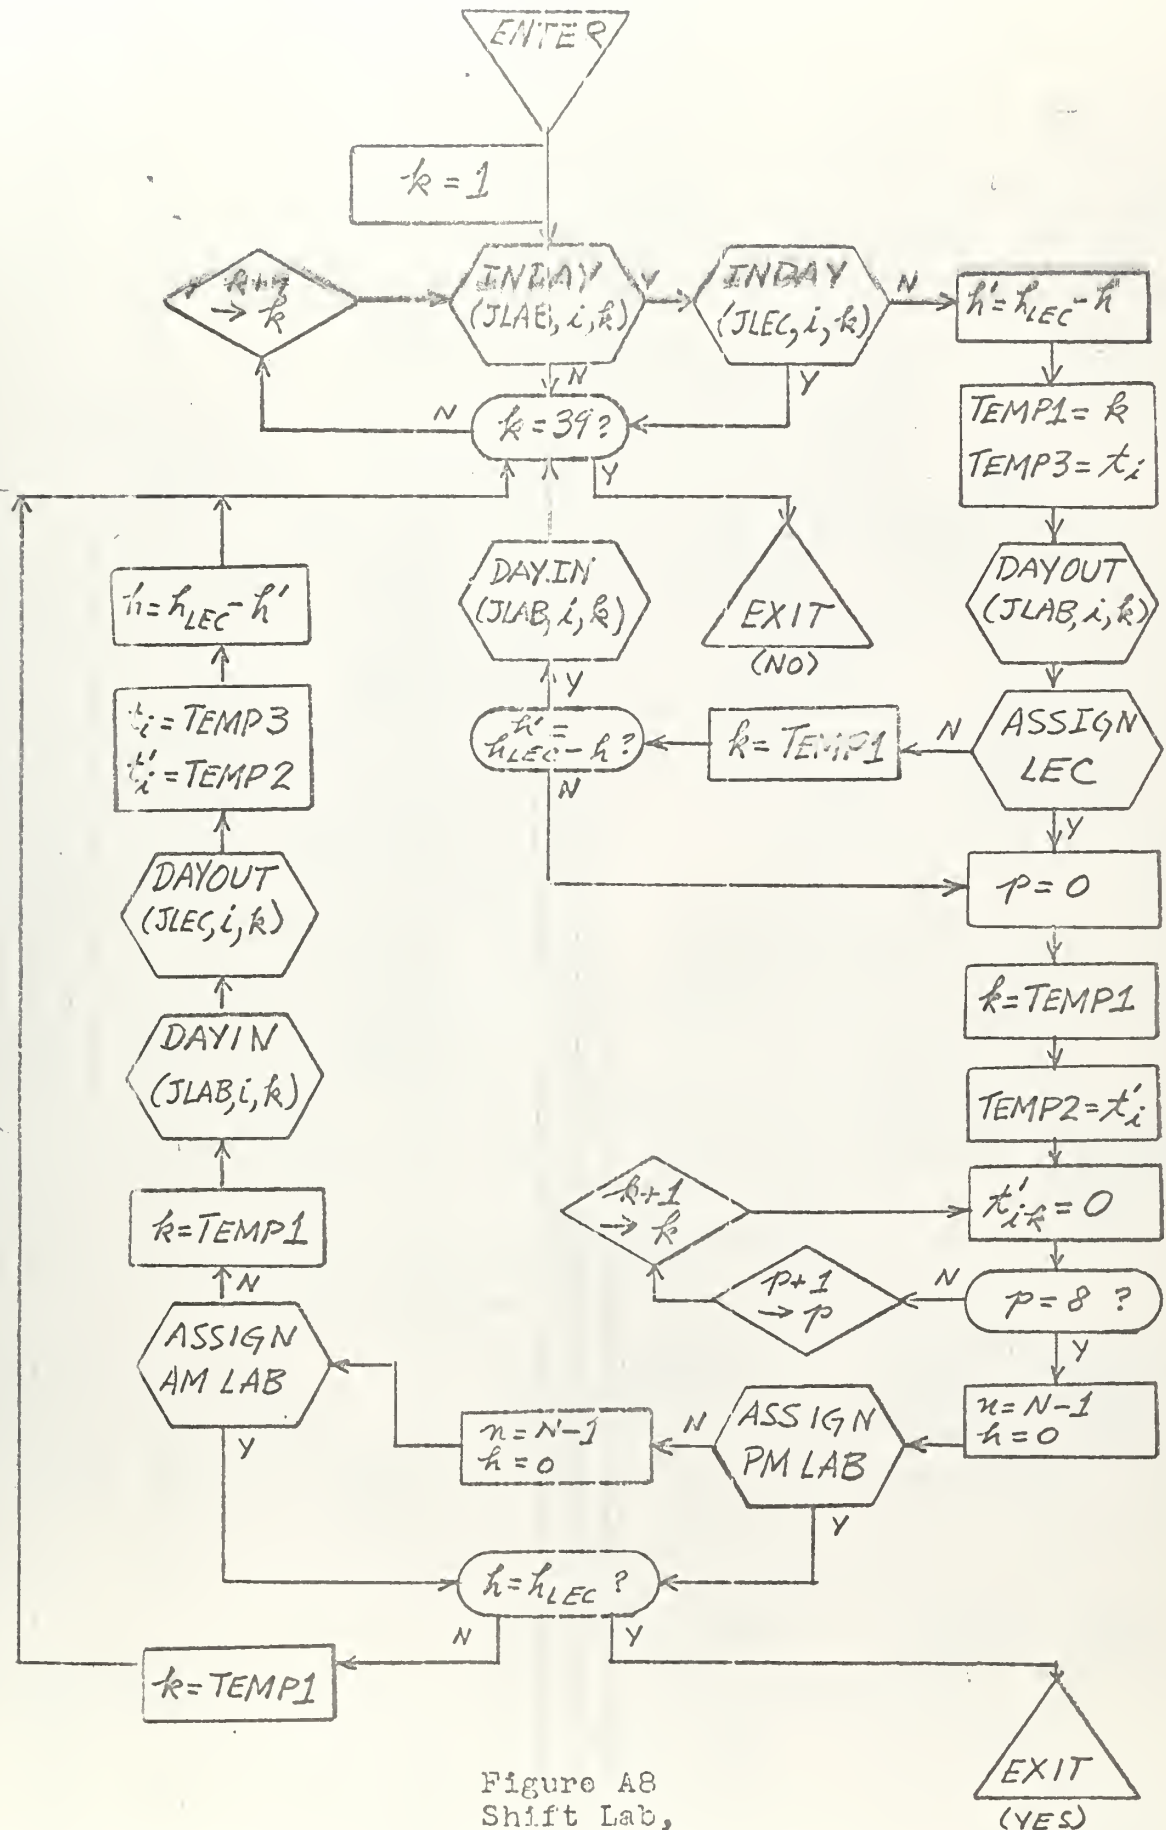 ENTER
k = 1
→ k
INDAY
(JLAB, i, k)
Y
INDAY
(JLEC, i, k)
N
h' = h_LEC - h
N
Y
N
k = 39?
Y
TEMP1 = k
TEMP3 = t_i
h = h_LEC - h'
DAYIN
(JLAB, i, k)
EXIT
(NO)
DAYOUT
(JLAB, i, k)
t_i = TEMP3
t'_i = TEMP2
Y
h' =
h_LEC - h?
N
k = TEMP1
N
ASSIGN
LEC
Y
DAYOUT
(JLEC, i, k)
p = 0
DAYIN
(JLAB, i, k)
k = TEMP1
TEMP2 = t'_i
k+1
→ k
t'_ik = 0
k = TEMP1
N
p+1
→ p
N
p = 8 ?
Y
ASSIGN
AM LAB
Y
n = N-1
h = 0
N
ASSIGN
PM LAB
Y
n = N-1
h = 0
h = h_LEC ?
N
Y
k = TEMP1
EXIT
(YES)
Figure A8
Shift Lab,